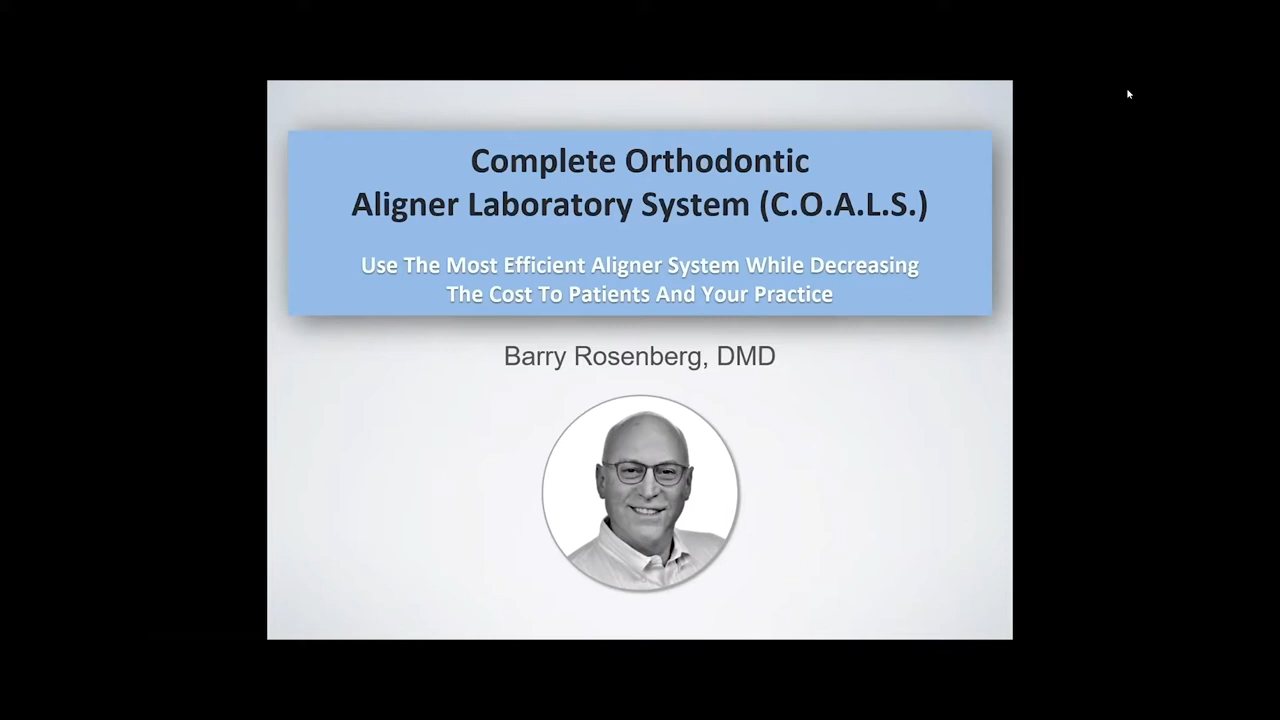 Complete Orthodontic
Aligner Laboratory System (C.O.A.L.S.)
Use The Most Efficient Aligner System While Decreasing
The Cost To Patients And Your Practice
Barry Rosenberg, DMD